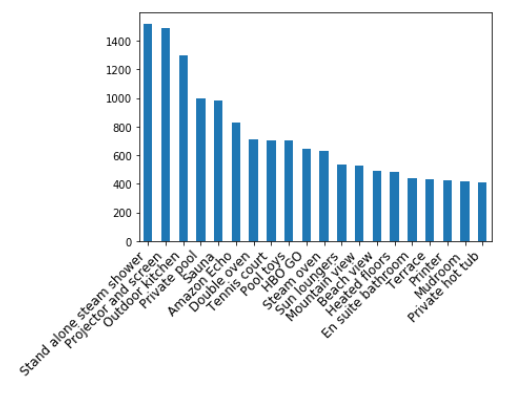 1400
1200
1000
800
600
400
200
0
Stand alone steam shower
Projector and screen
Outdoor kitchen
Private pool
Sauna
Amazon Echo
Double oven
Tennis court
Pool toys
HBO GO
Steam oven
Sun loungers
Mountain view
Beach view
Heated floors
En suite bathroom
Terrace
Printer
Mudroom
Private hot tub